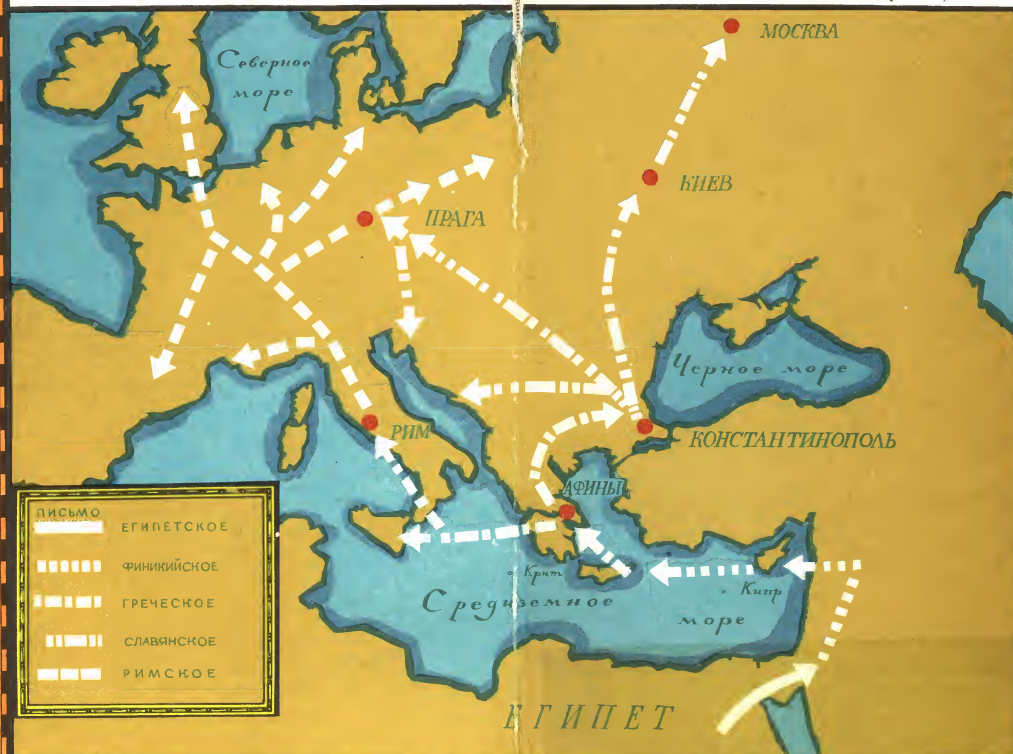 МОСКВА
Северное
море
КИЕВ
ПРАГА
Черное море
РИМ
КОНСТАНТИНОПОЛЬ
АФИНЫ
Крит
Кипр
Средиземное
море
ЕГИПЕТ
ПИСЬМО
ЕГИПЕТСКОЕ
ФИНИКИЙСКОЕ
ГРЕЧЕСКОЕ
СЛАВЯНСКОЕ
РИМСКОЕ